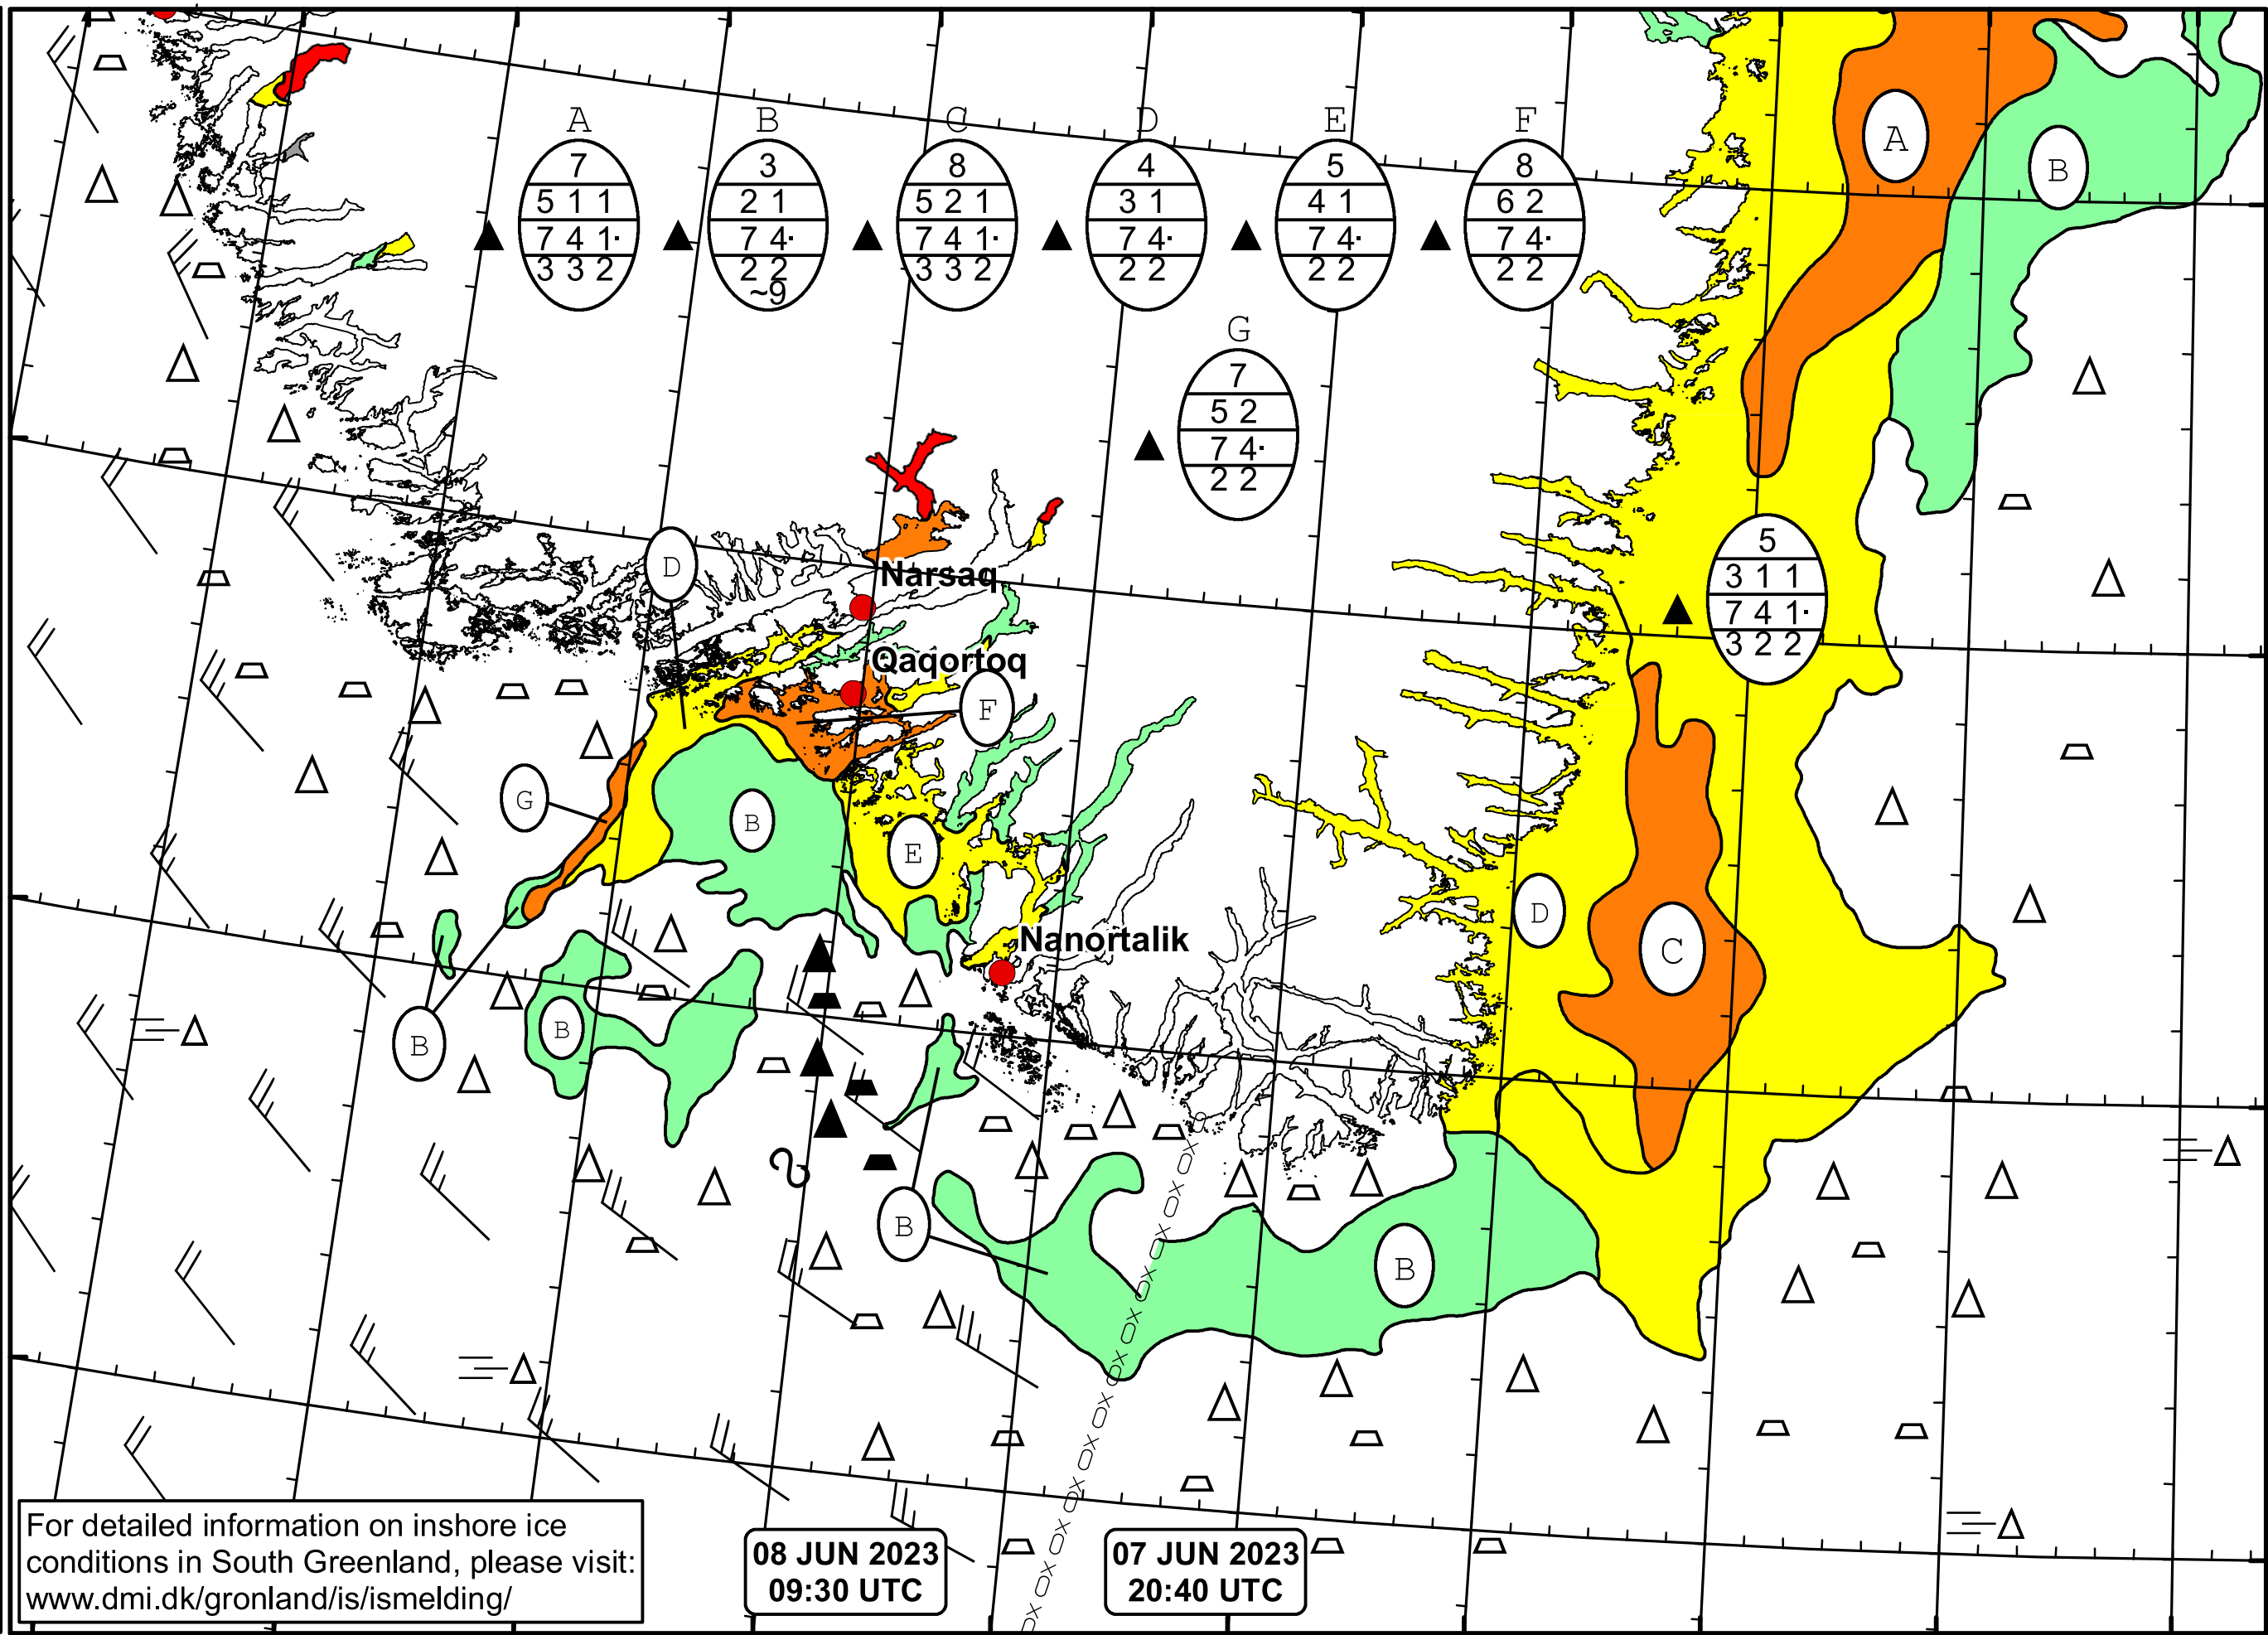 A B C D E F
7 3 8 4 5 8
5 1 1 2 1 5 2 1 3 1 4 1 6 2
7 4 1· 7 4· 7 4 1· 7 4· 7 4· 7 4·
3 3 2 2 2 3 3 2 2 2 2 2 2 2
~9
A
B
G
7
5 2
7 4·
2 2
5
3 1 1
7 4 1·
3 2 2
D
Narsaq
Qaqortoq
F
G
B
E
D
Nanortalik
C
B
B
B
B
For detailed information on inshore ice
conditions in South Greenland, please visit:
www.dmi.dk/gronland/is/ismelding/
08 JUN 2023
09:30 UTC
07 JUN 2023
20:40 UTC